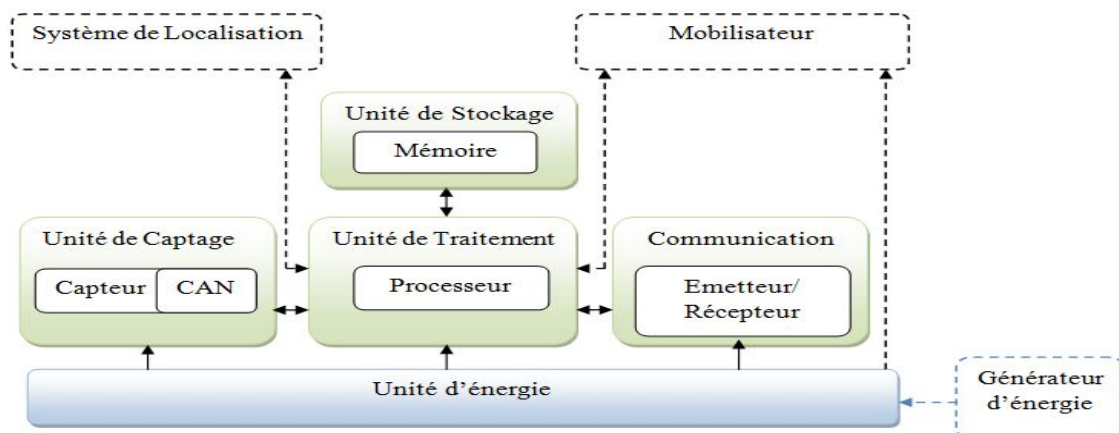 Système de Localisation
Mobilisateur
Unité de Stockage
Mémoire
Unité de Captage
Capteur
CAN
Unité de Traitement
Processeur
Communication
Emetteur/
Récepteur
Unité d’énergie
Générateur
d’énergie